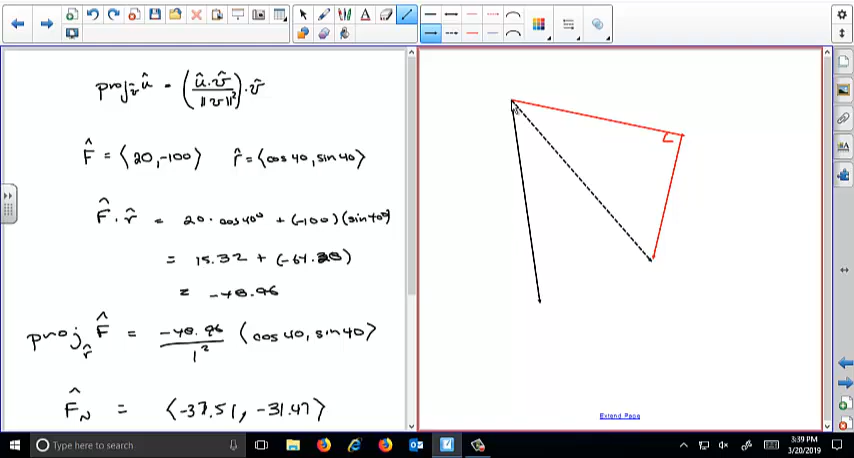 proj_v̂ û = (û·v̂ / ||v||²)·v̂
F̂ = ⟨20, -100⟩ r̂ = ⟨cos 40, sin 40⟩
F̂ · r̂ = 20 · cos 40° + (-100)(sin 40°)
= 15.32 + (-64.28)
= -48.96
proj_r̂ F̂ = -48.96 / 1² ⟨cos 40, sin 40⟩
F̂_N = ⟨-37.51, -31.47⟩
Extend Page
Type here to search
3:39 PM
3/20/2019